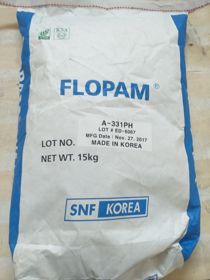 FLOPAM®
A-331PH
LOT # ED-6067
MFG Date : Nov. 27. 2017
LOT NO. MADE IN KOREA
NET WT. 15kg
SNF KOREA